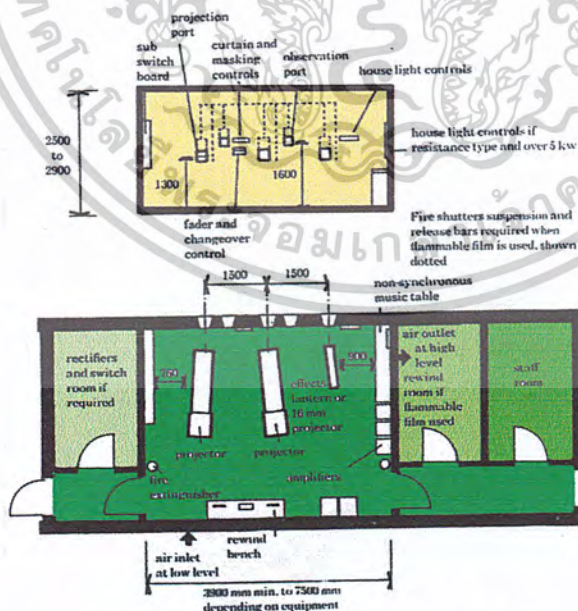 projection
port
sub
switch
board
curtain and
masking
controls
observation
port
house light controls
2500
to
2900
1300
1600
house light controls if
resistance type and over 5 kw
fader and
changeover
control
Fire shutters suspension and
release bars required when
flammable film is used. shown
dotted
1500
1500
non-synchronous
music table
rectifiers
and switch
room if
required
760
900
effects
lantern or
16 mm
projector
air outlet
at high
level
rewind
room if
flammable
film used
staff
room
projector
projector
fire
extinguisher
amplifiers
air inlet
at low level
rewind
bench
3900 mm min. to 7500 mm
depending on equipment